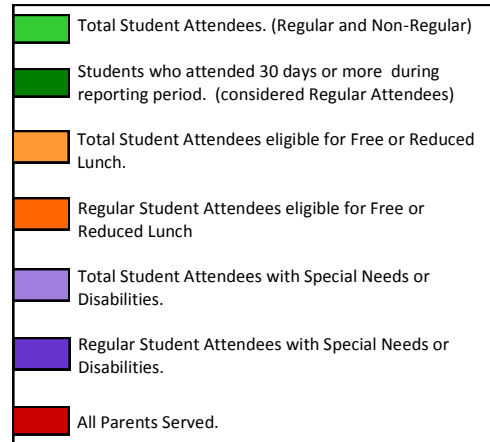 Total Student Attendees. (Regular and Non-Regular)
Students who attended 30 days or more  during
reporting period.  (considered Regular Attendees)
Total Student Attendees eligible for Free or Reduced
Lunch.
Regular Student Attendees eligible for Free or
Reduced Lunch
Total Student Attendees with Special Needs or
Disabilities.
Regular Student Attendees with Special Needs or
Disabilities.
All Parents Served.